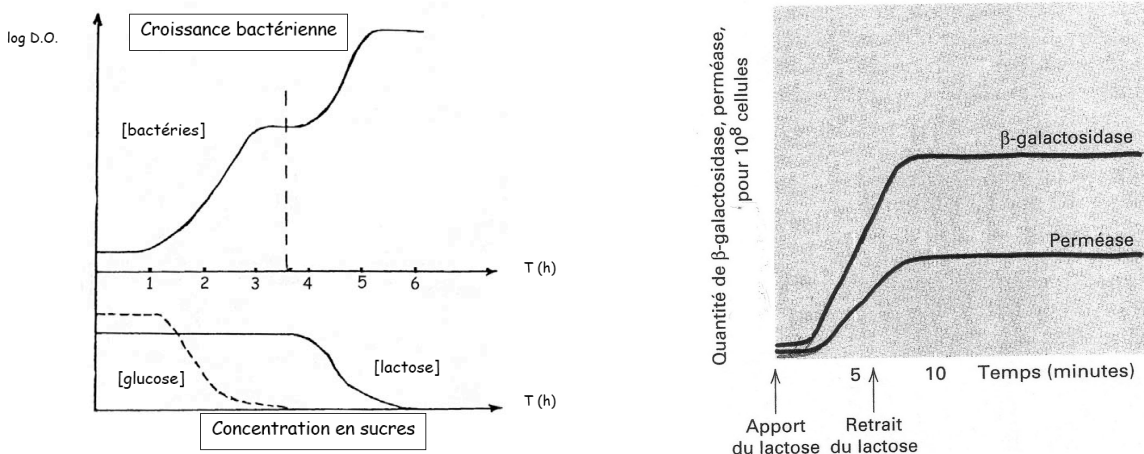 Croissance bactérienne
log D.O.
[bactéries]
T (h)
1 2 3 4 5 6
[glucose]
[lactose]
T (h)
Concentration en sucres
Quantité de β-galactosidase, perméase,
pour 10⁸ cellules
β-galactosidase
Perméase
5 10 Temps (minutes)
Apport
du lactose
Retrait
du lactose